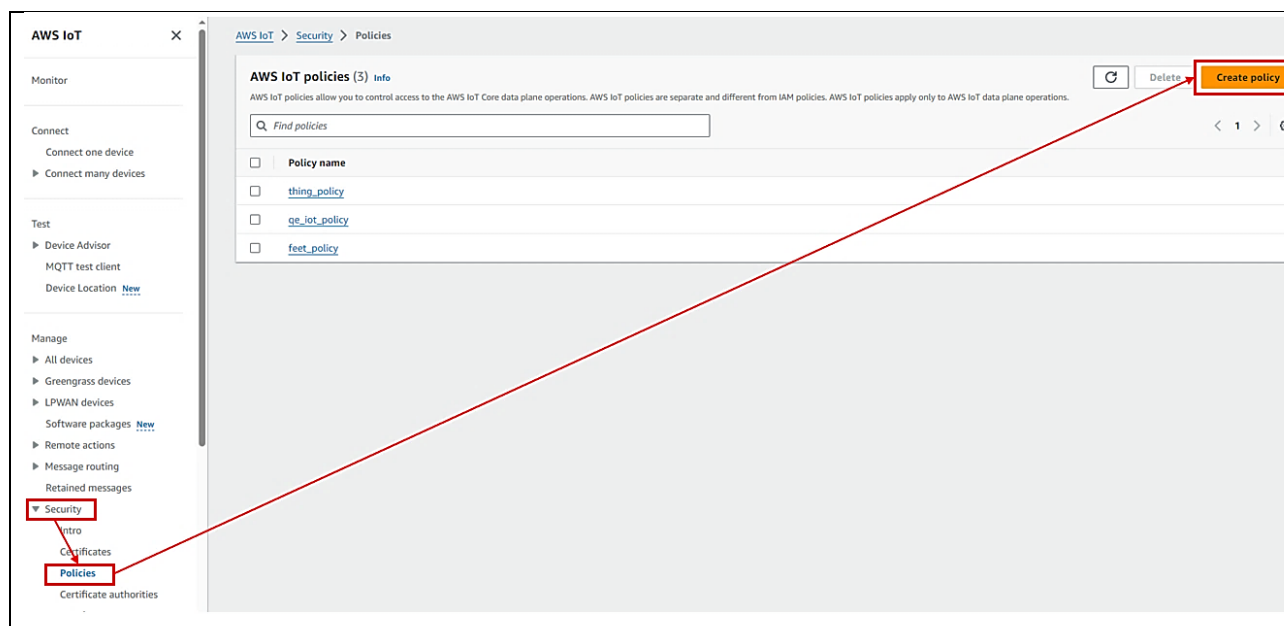 AWS IoT
Monitor
Connect
Connect one device
Connect many devices
Test
Device Advisor
MQTT test client
Device Location New
Manage
All devices
Greengrass devices
LPWAN devices
Software packages New
Remote actions
Message routing
Retained messages
Security
Intro
Certificates
Policies
Certificate authorities
AWS IoT > Security > Policies
AWS IoT policies (3) Info
Delete
Create policy
AWS IoT policies allow you to control access to the AWS IoT Core data plane operations. AWS IoT policies are separate and different from IAM policies. AWS IoT policies apply only to AWS IoT data plane operations.
Find policies
< 1 >
Policy name
thing_policy
qe_iot_policy
feet_policy